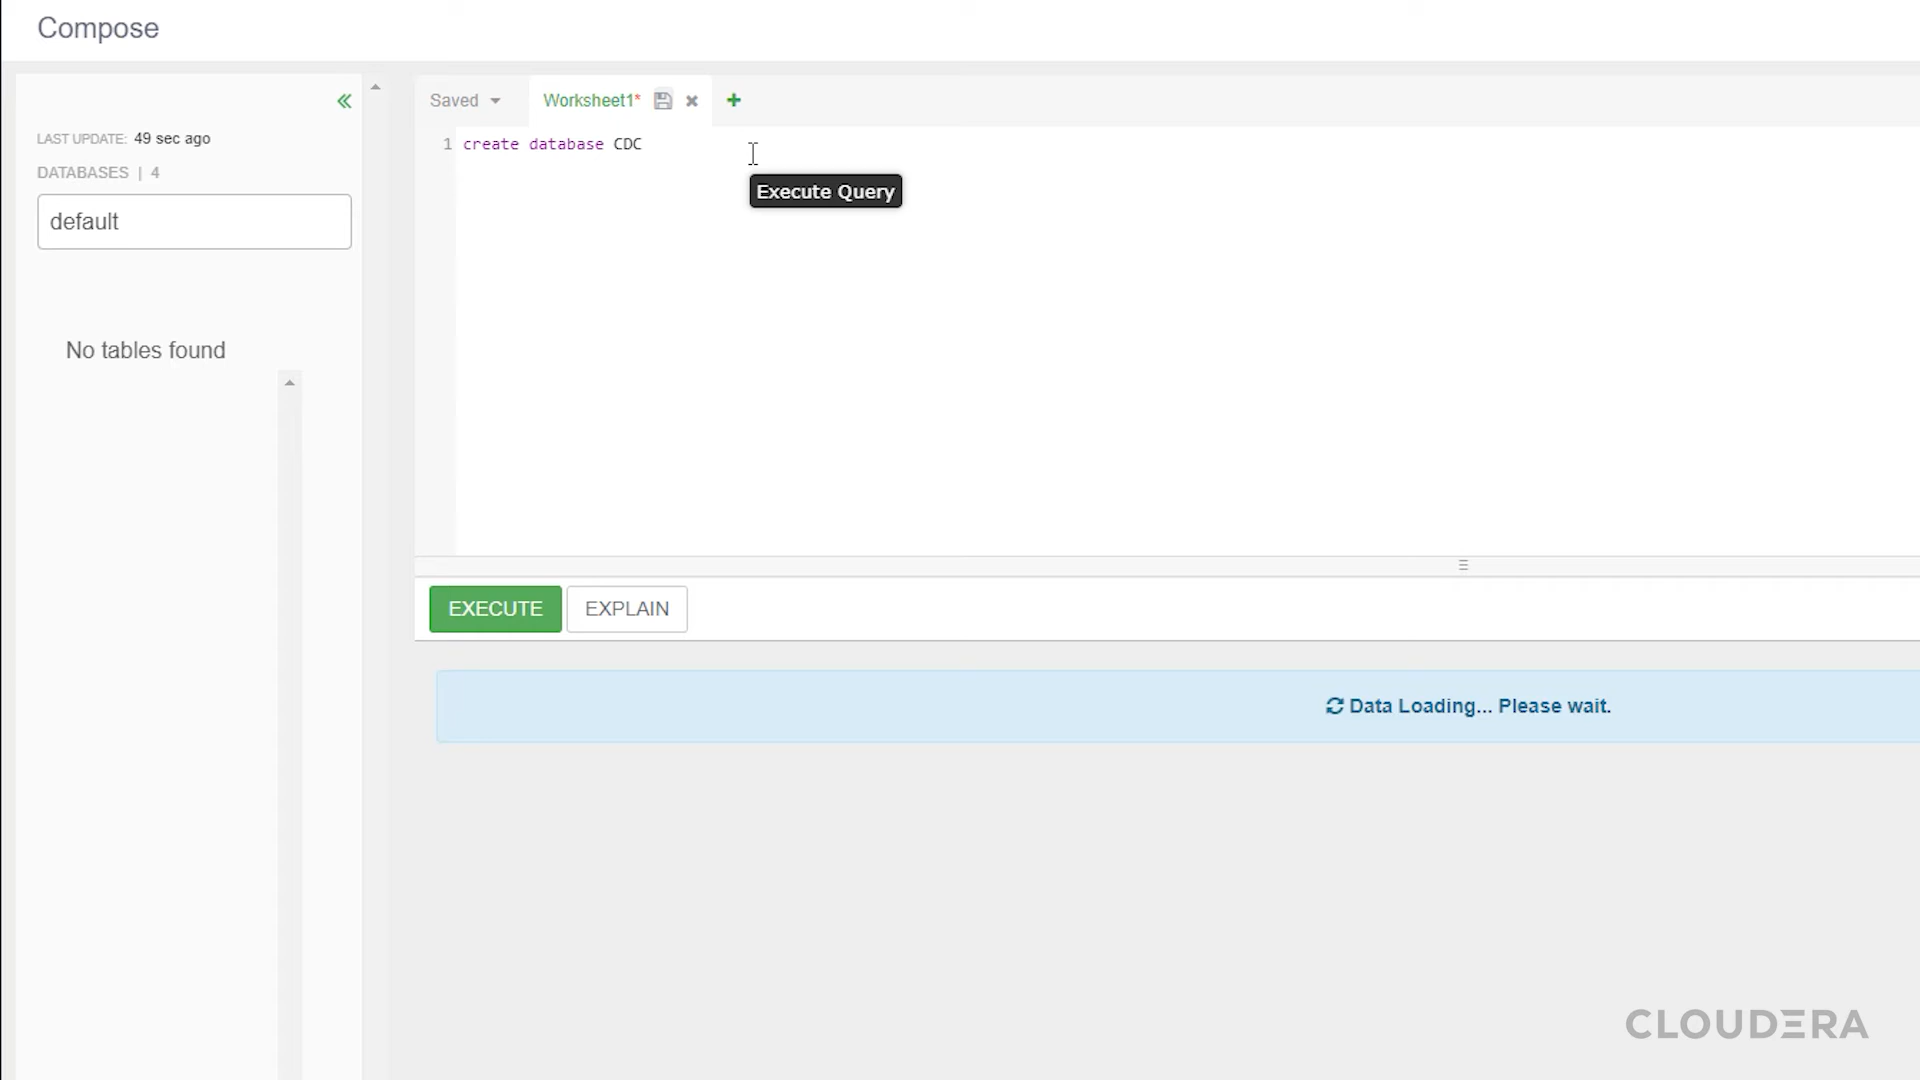 Compose
LAST UPDATE: 49 sec ago
DATABASES | 4
default
No tables found
Saved
Worksheet1*
1 create database CDC
Execute Query
EXECUTE
EXPLAIN
Data Loading... Please wait.
CLOUDERA